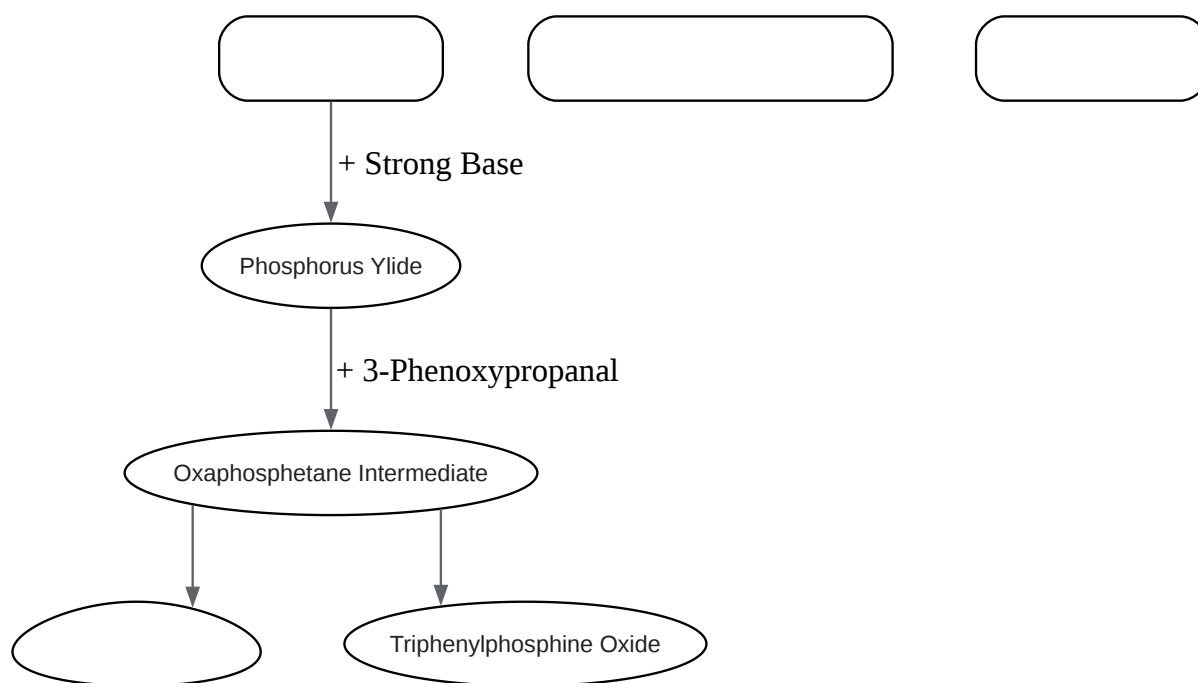 + Strong Base
Phosphorus Ylide
+ 3-Phenoxypropanal
Oxaphosphetane Intermediate
Triphenylphosphine Oxide